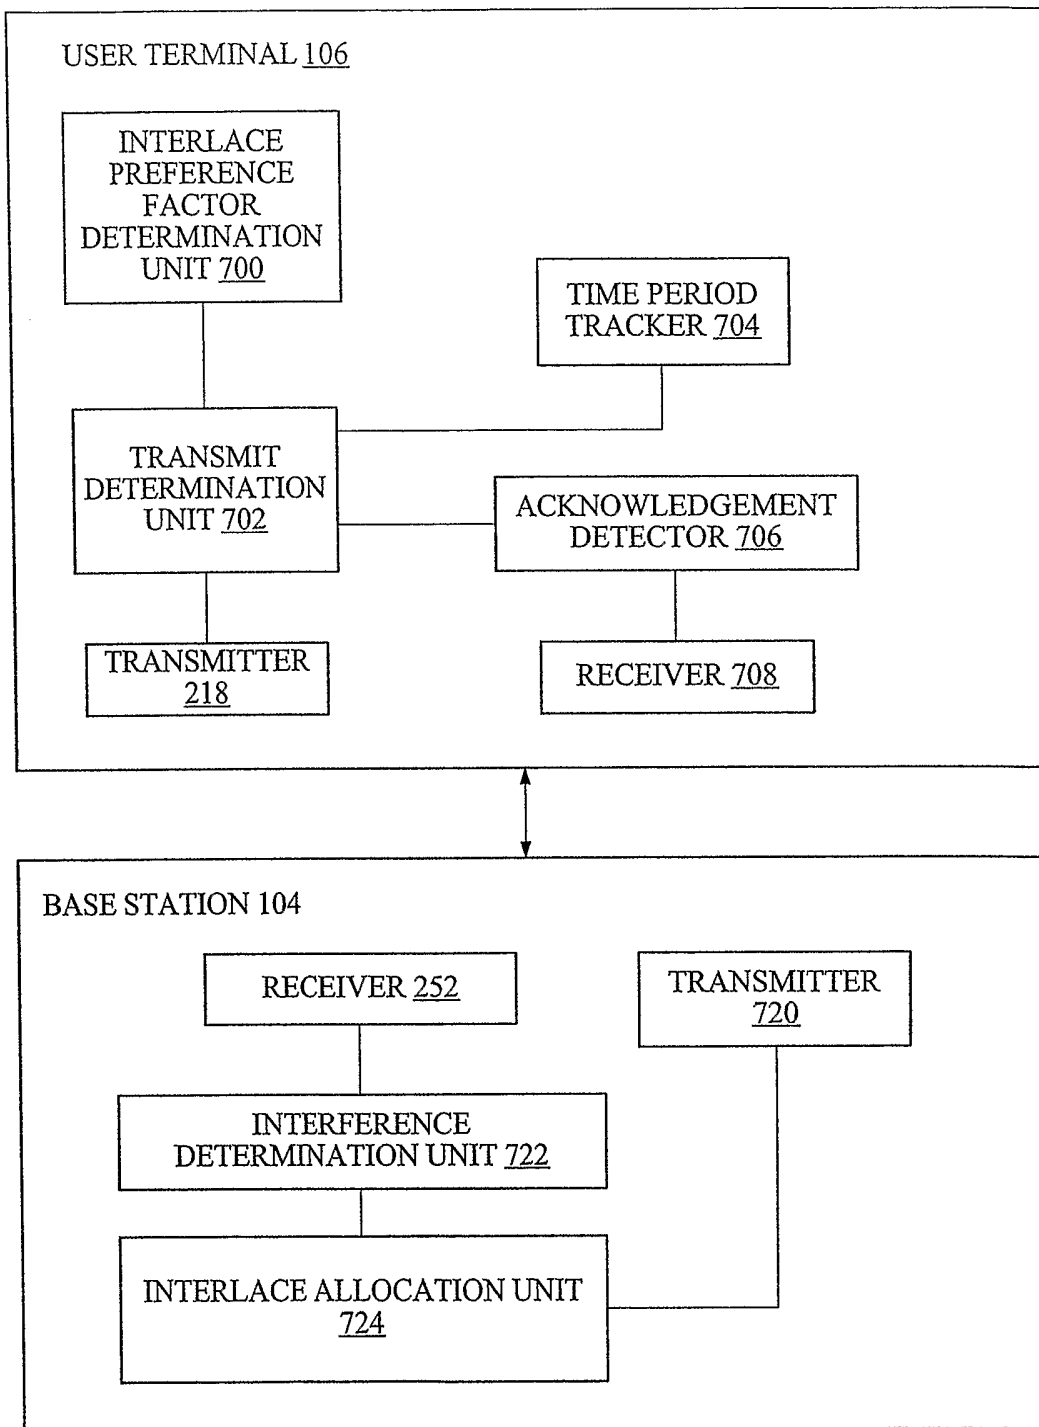 USER TERMINAL 106
INTERLACE
PREFERENCE
FACTOR
DETERMINATION
UNIT 700
TIME PERIOD
TRACKER 704
TRANSMIT
DETERMINATION
UNIT 702
ACKNOWLEDGEMENT
DETECTOR 706
TRANSMITTER
218
RECEIVER 708
BASE STATION 104
RECEIVER 252
TRANSMITTER
720
INTERFERENCE
DETERMINATION UNIT 722
INTERLACE ALLOCATION UNIT
724